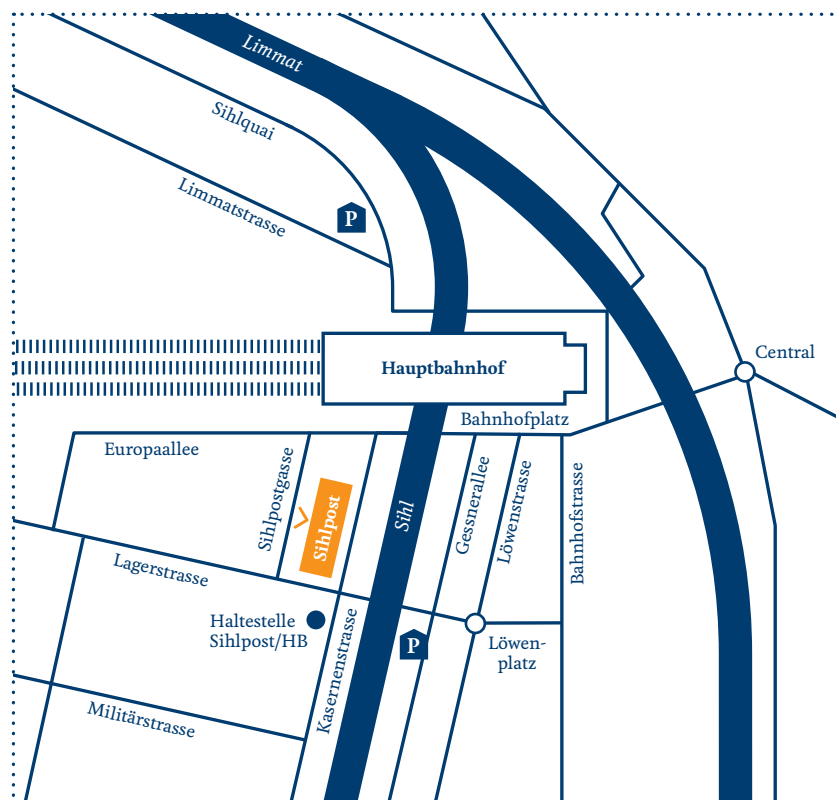 Limmat
Sihlquai
Limmatstrasse
P
Central
Hauptbahnhof
Bahnhofplatz
Europaallee
Sihlpostgasse
Sihlpost
Sihl
Gessnerallee
Löwenstrasse
Bahnhofstrasse
Lagerstrasse
Haltestelle
Sihlpost/HB
Kasernenstrasse
P
Löwen-
platz
Militärstrasse